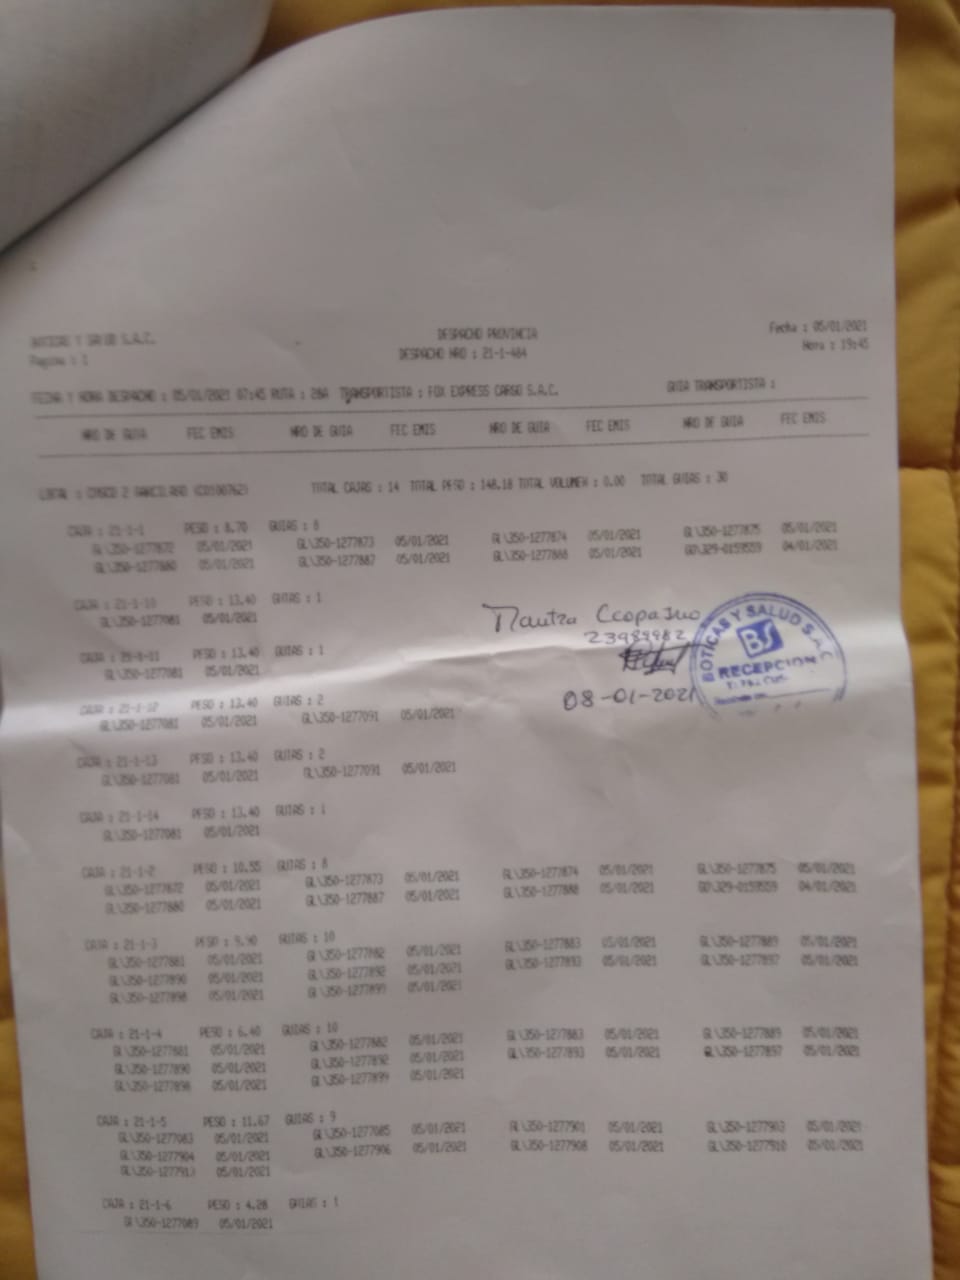 BOTICAS Y SALUD S.A.C. DESPACHO PROVINCIA Fecha : 05/01/2021
Pagina : 1 DESPACHO NRO : 21-1-484 Hora : 19:45
FECHA Y HORA DESPACHO : 05/01/2021 07:45 RUTA : 28A TRANSPORTISTA : FOX EXPRESS CARGO S.A.C. GUIA TRANSPORTISTA :
NRO DE GUIA FEC EMIS NRO DE GUIA FEC EMIS NRO DE GUIA FEC EMIS NRO DE GUIA FEC EMIS
LOCAL : CUSCO 2 GARCILASO TOTAL CAJAS : 14 TOTAL PESO : 148.18 TOTAL VOLUMEN : 0.00 TOTAL GUIAS : 30
CAJA : 21-1-1 PESO : 8.70 GUIAS : 8
GL\350-1277872 05/01/2021 GL\350-1277873 05/01/2021 GL\350-1277874 05/01/2021 GL\350-1277875 05/01/2021
GL\350-1277880 05/01/2021 GL\350-1277887 05/01/2021 GL\350-1277888 05/01/2021 04/01/2021
CAJA : 21-1-10 PESO : 13.40 GUIAS : 1
GL\350-1277081 05/01/2021
CAJA : 21-1-11 PESO : 13.40 GUIAS : 1
GL\350-1277081 05/01/2021
CAJA : 21-1-12 PESO : 13.40 GUIAS : 2
GL\350-1277081 05/01/2021 GL\350-1277091 05/01/2021
CAJA : 21-1-13 PESO : 13.40 GUIAS : 2
GL\350-1277081 05/01/2021 GL\350-1277091 05/01/2021
CAJA : 21-1-14 PESO : 13.40 GUIAS : 1
GL\350-1277081 05/01/2021
CAJA : 21-1-2 PESO : 10.55 GUIAS : 8
GL\350-1277872 05/01/2021 GL\350-1277873 05/01/2021 GL\350-1277874 05/01/2021 GL\350-1277875 05/01/2021
GL\350-1277880 05/01/2021 GL\350-1277887 05/01/2021 GL\350-1277888 05/01/2021 04/01/2021
CAJA : 21-1-3 PESO : 9.90 GUIAS : 10
GL\350-1277881 05/01/2021 GL\350-1277882 05/01/2021 GL\350-1277883 05/01/2021 GL\350-1277889 05/01/2021
GL\350-1277890 05/01/2021 GL\350-1277892 05/01/2021 GL\350-1277893 05/01/2021 GL\350-1277897 05/01/2021
GL\350-1277898 05/01/2021 GL\350-1277899 05/01/2021
CAJA : 21-1-4 PESO : 6.40 GUIAS : 10
GL\350-1277881 05/01/2021 GL\350-1277882 05/01/2021 GL\350-1277883 05/01/2021 GL\350-1277889 05/01/2021
GL\350-1277890 05/01/2021 GL\350-1277892 05/01/2021 GL\350-1277893 05/01/2021 GL\350-1277897 05/01/2021
GL\350-1277898 05/01/2021 GL\350-1277899 05/01/2021
CAJA : 21-1-5 PESO : 11.67 GUIAS : 9
GL\350-1277083 05/01/2021 GL\350-1277085 05/01/2021 GL\350-1277901 05/01/2021 GL\350-1277903 05/01/2021
GL\350-1277904 05/01/2021 GL\350-1277906 05/01/2021 GL\350-1277908 05/01/2021 GL\350-1277910 05/01/2021
05/01/2021
CAJA : 21-1-6 PESO : 4.28 GUIAS : 1
GL\350-1277089 05/01/2021
08-01-2021
BOTICAS Y SALUD S.A.C
BS
RECEPCION